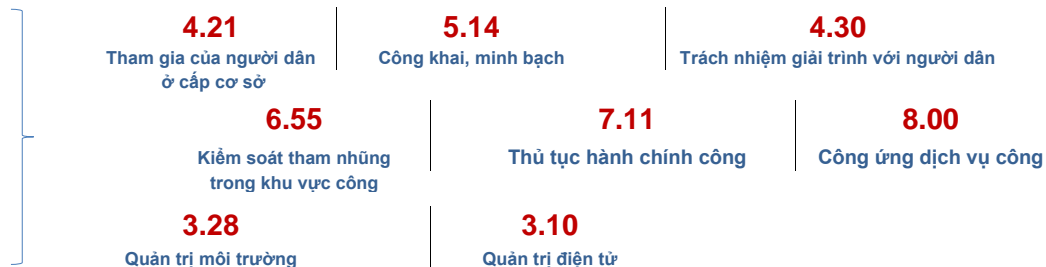 4.21
5.14
4.30
Tham gia của người dân
ở cấp cơ sở
Công khai, minh bạch
Trách nhiệm giải trình với người dân
6.55
7.11
8.00
Kiểm soát tham nhũng
trong khu vực công
Thủ tục hành chính công
Công ứng dịch vụ công
3.28
3.10
Quản trị môi trường
Quản trị điện tử